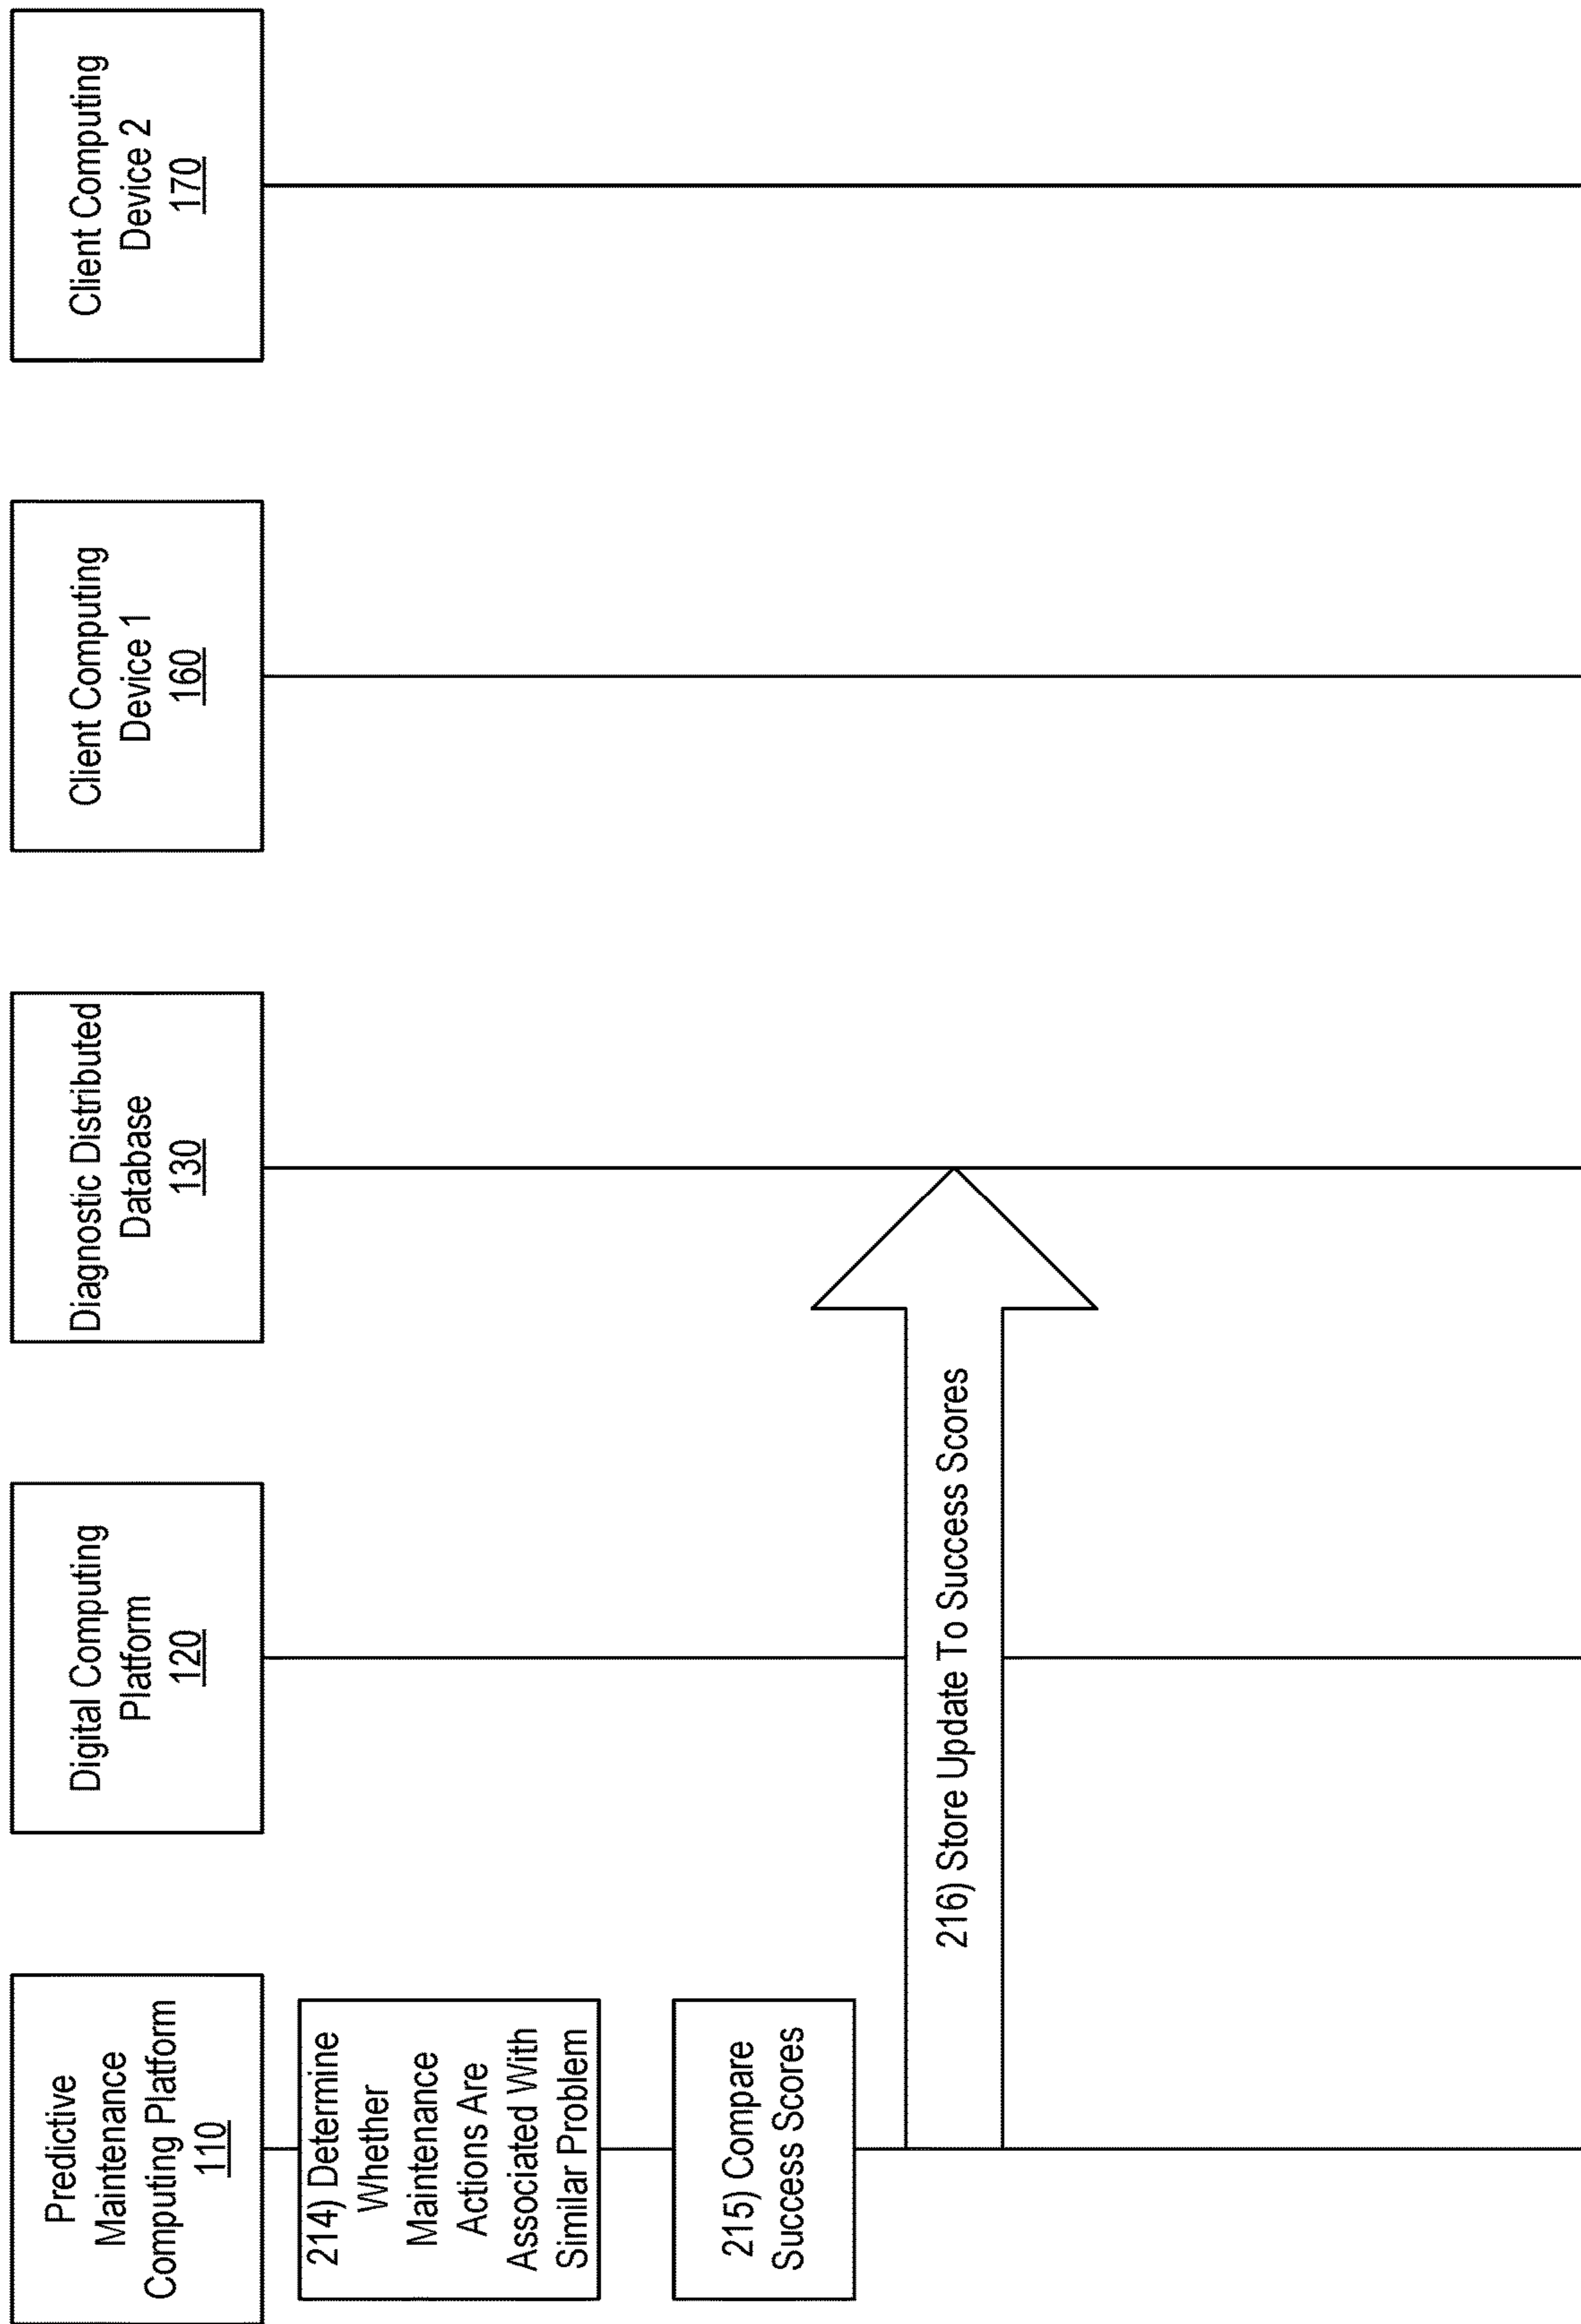 Predictive
Maintenance
Computing Platform
110
Digital Computing
Platform
120
Diagnostic Distributed
Database
130
Client Computing
Device 1
160
Client Computing
Device 2
170
214) Determine
Whether
Maintenance
Actions Are
Associated With
Similar Problem
215) Compare
Success Scores
216) Store Update To Success Scores